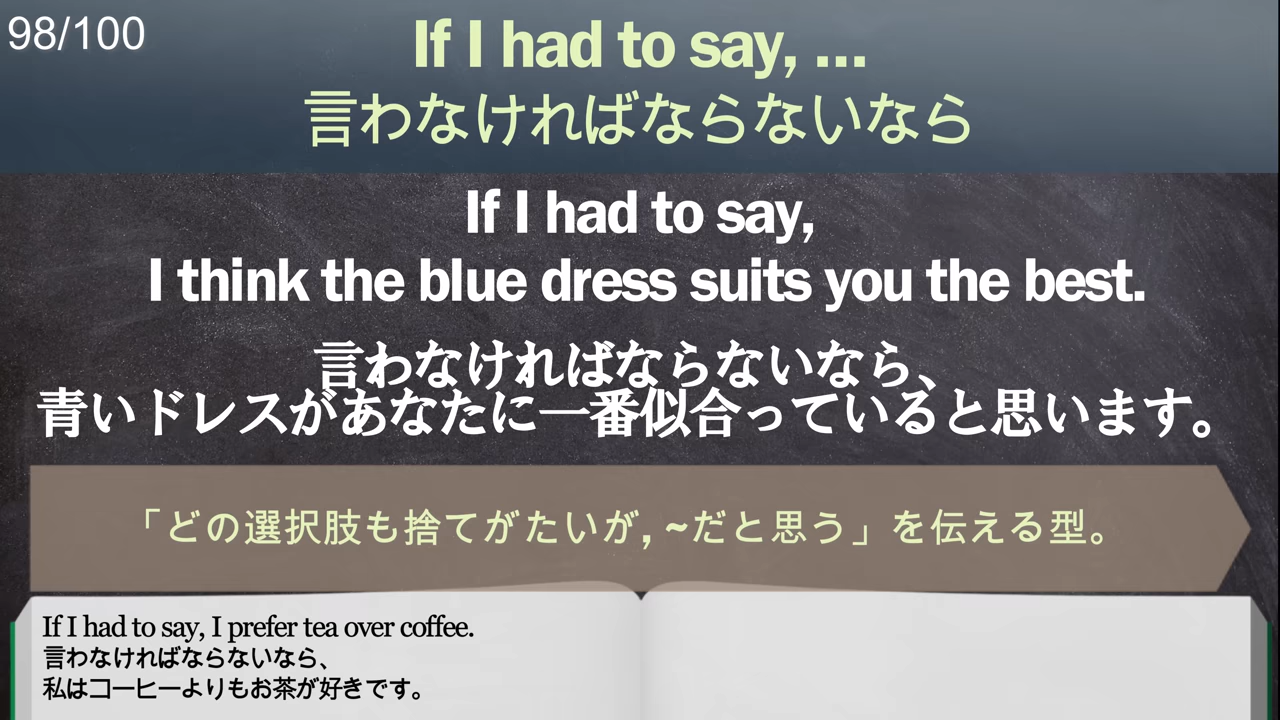 98/100
If I had to say, ...
言わなければならないなら
If I had to say,
I think the blue dress suits you the best.
言わなければならないなら、
青いドレスがあなたに一番似合っていると思います。
「どの選択肢も捨てがたいが, ~だと思う」を伝える型。
If I had to say, I prefer tea over coffee.
言わなければならないなら、
私はコーヒーよりもお茶が好きです。